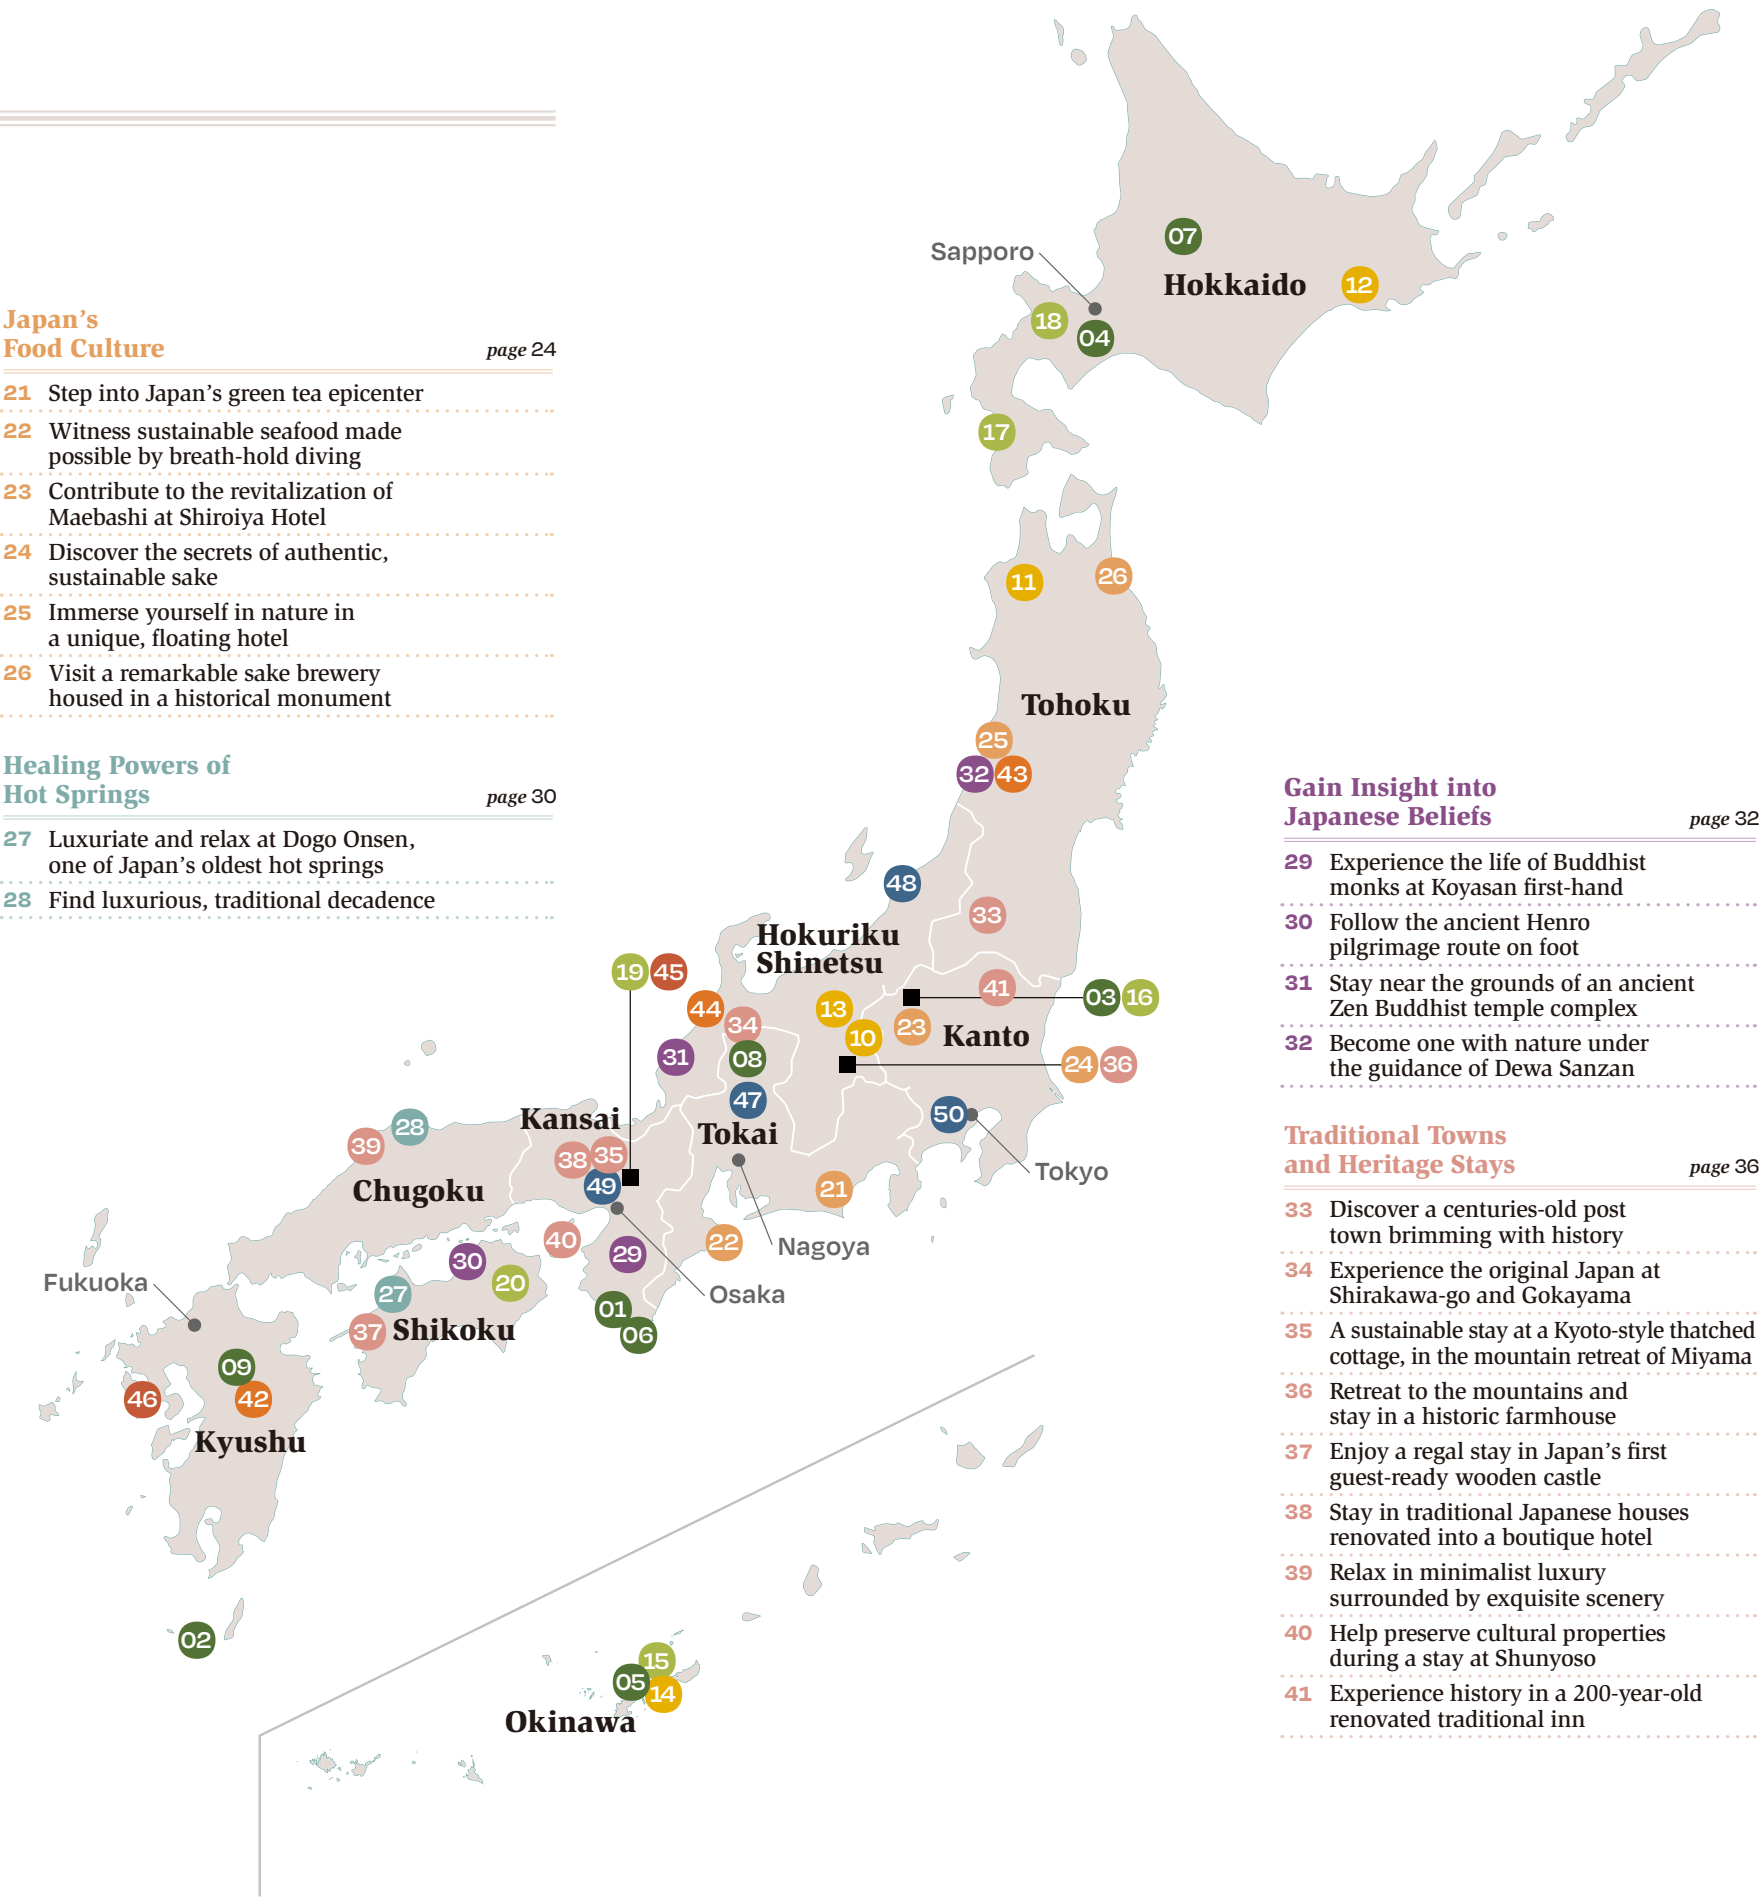 Japan’s
Food Culture
page 24
21 Step into Japan’s green tea epicenter
22 Witness sustainable seafood made
possible by breath-hold diving
23 Contribute to the revitalization of
Maebashi at Shiroiya Hotel
24 Discover the secrets of authentic,
sustainable sake
25 Immerse yourself in nature in
a unique, floating hotel
26 Visit a remarkable sake brewery
housed in a historical monument
Healing Powers of
Hot Springs
page 30
27 Luxuriate and relax at Dogo Onsen,
one of Japan’s oldest hot springs
28 Find luxurious, traditional decadence
07
Sapporo
Hokkaido
12
18
04
17
11
26
Tohoku
25
32 43
48
33
Hokuriku
Shinetsu
19 45
41
03 16
44
13
34
23
10
Kanto
31
08
24 36
47
50
Kansai
28
Tokai
39
38 35
Tokyo
49
21
Chugoku
40
22
Nagoya
29
30
20
Fukuoka
27
Osaka
01
37
Shikoku
06
09
46
42
Kyushu
02
15
05
14
Okinawa
Gain Insight into
Japanese Beliefs
page 32
29 Experience the life of Buddhist
monks at Koyasan first-hand
30 Follow the ancient Henro
pilgrimage route on foot
31 Stay near the grounds of an ancient
Zen Buddhist temple complex
32 Become one with nature under
the guidance of Dewa Sanzan
Traditional Towns
and Heritage Stays
page 36
33 Discover a centuries-old post
town brimming with history
34 Experience the original Japan at
Shirakawa-go and Gokayama
35 A sustainable stay at a Kyoto-style thatched
cottage, in the mountain retreat of Miyama
36 Retreat to the mountains and
stay in a historic farmhouse
37 Enjoy a regal stay in Japan’s first
guest-ready wooden castle
38 Stay in traditional Japanese houses
renovated into a boutique hotel
39 Relax in minimalist luxury
surrounded by exquisite scenery
40 Help preserve cultural properties
during a stay at Shunyoso
41 Experience history in a 200-year-old
renovated traditional inn